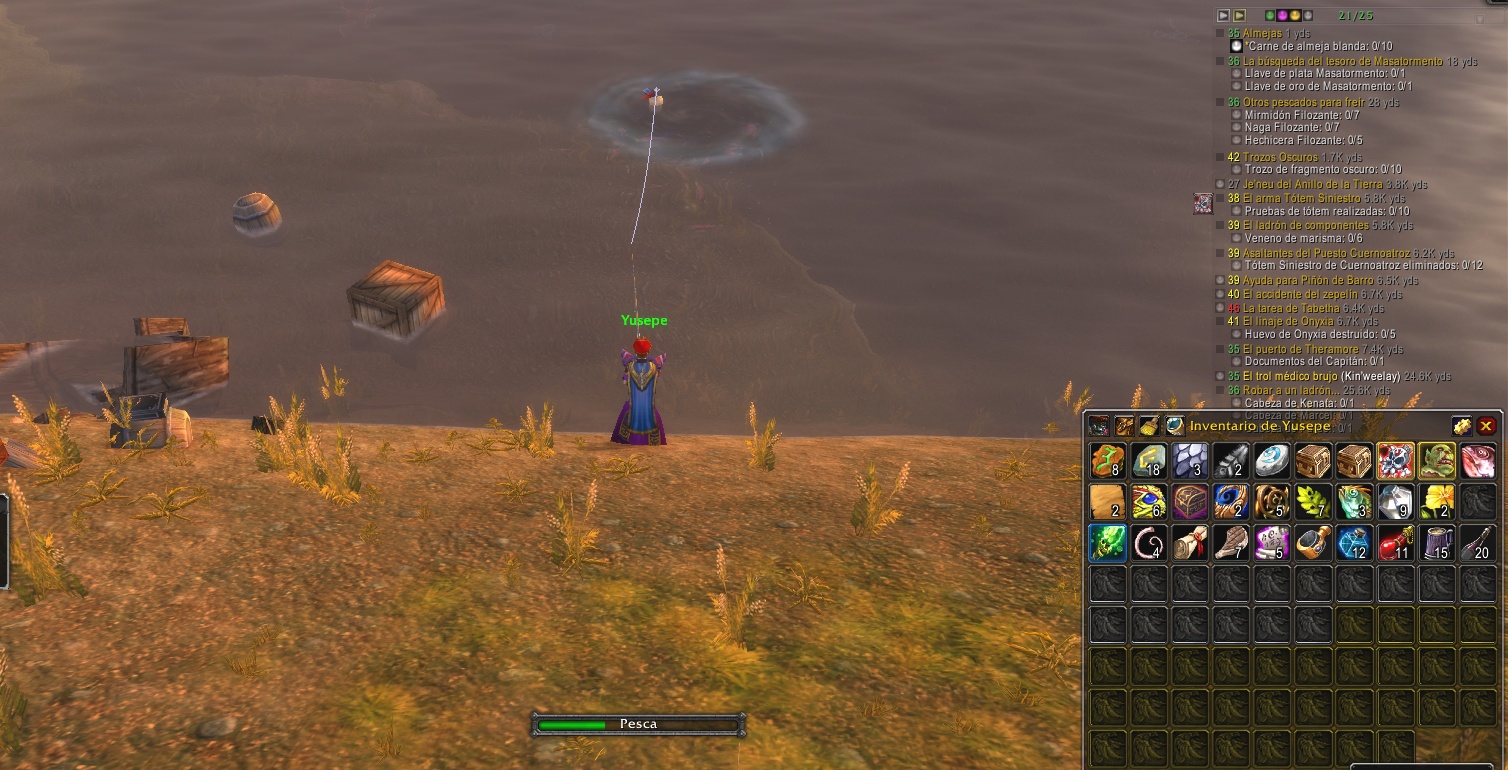 21/25
35 Almejas 1 yds
*Carne de almeja blanda: 0/10
36 La búsqueda del tesoro de Masatormento 18 yds
Llave de plata Masatormento: 0/1
Llave de oro de Masatormento: 0/1
36 Otros pescados para freír 28 yds
Mirmidón Filozante: 0/7
Naga Filozante: 0/7
Hechicera Filozante: 0/5
42 Trozos Oscuros 1.7K yds
Trozo de fragmento oscuro: 0/10
27 Je'neu del Anillo de la Tierra 3.8K yds
38 El arma Tótem Siniestro 5.8K yds
Pruebas de tótem realizadas: 0/10
39 El ladrón de componentes 5.8K yds
Veneno de marisma: 0/6
39 Asaltantes del Puesto Cuernoatroz 6.2K yds
Tótem Siniestro de Cuernoatroz eliminados: 0/12
39 Ayuda para Piñón de Barro 6.5K yds
40 El accidente del zepelín 6.7K yds
La tarea de Tabetha 6.4K yds
41 El linaje de Onyxia 6.7K yds
Huevo de Onyxia destruido: 0/5
35 El puerto de Theramore 7.4K yds
Documentos del Capitán: 0/1
35 El trol médico brujo (Kin'weelay) 24.6K yds
36 Robar a un ladrón... 25.6K yds
Cabeza de Kenata: 0/1
Cabeza de Marcel: 0/1
Inventario de Yusepe
8 18 3 2
2 6 2 5 7 3 9 2
4 7 5 12 11 15 20
Yusepe
Pesca